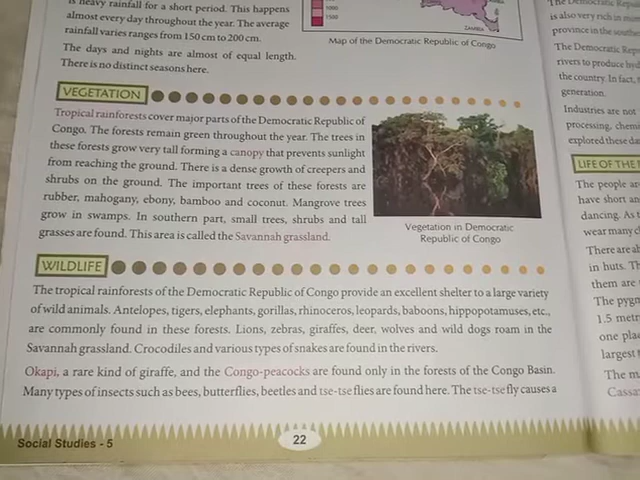 is heavy rainfall for a short period. This happens
almost every day throughout the year. The average
rainfall varies ranges from 150 cm to 200 cm.
The days and nights are almost of equal length.
There is no distinct seasons here.
1000
1500
ZAMBIA
Map of the Democratic Republic of Congo
VEGETATION
Tropical rainforests cover major parts of the Democratic Republic of
Congo. The forests remain green throughout the year. The trees in
these forests grow very tall forming a canopy that prevents sunlight
from reaching the ground. There is a dense growth of creepers and
shrubs on the ground. The important trees of these forests are
rubber, mahogany, ebony, bamboo and coconut. Mangrove trees
grow in swamps. In southern part, small trees, shrubs and tall
grasses are found. This area is called the Savannah grassland.
Vegetation in Democratic
Republic of Congo
WILDLIFE
The tropical rainforests of the Democratic Republic of Congo provide an excellent shelter to a large variety
of wild animals. Antelopes, tigers, elephants, gorillas, rhinoceros, leopards, baboons, hippopotamuses, etc.,
are commonly found in these forests. Lions, zebras, giraffes, deer, wolves and wild dogs roam in the
Savannah grassland. Crocodiles and various types of snakes are found in the rivers.
Okapi, a rare kind of giraffe, and the Congo-peacocks are found only in the forests of the Congo Basin.
Many types of insects such as bees, butterflies, beetles and tse-tse flies are found here. The tse-tse fly causes a
Social Studies - 5
22
is also very rich in
province in the
The Democratic
rivers to produce
the country. In fact,
generation.
Industries are not
processing,
explored these
LIFE OF THE
The people are
have short
dancing. As
wear many
There are
in huts.
them are
The
1.5
one
largest
The